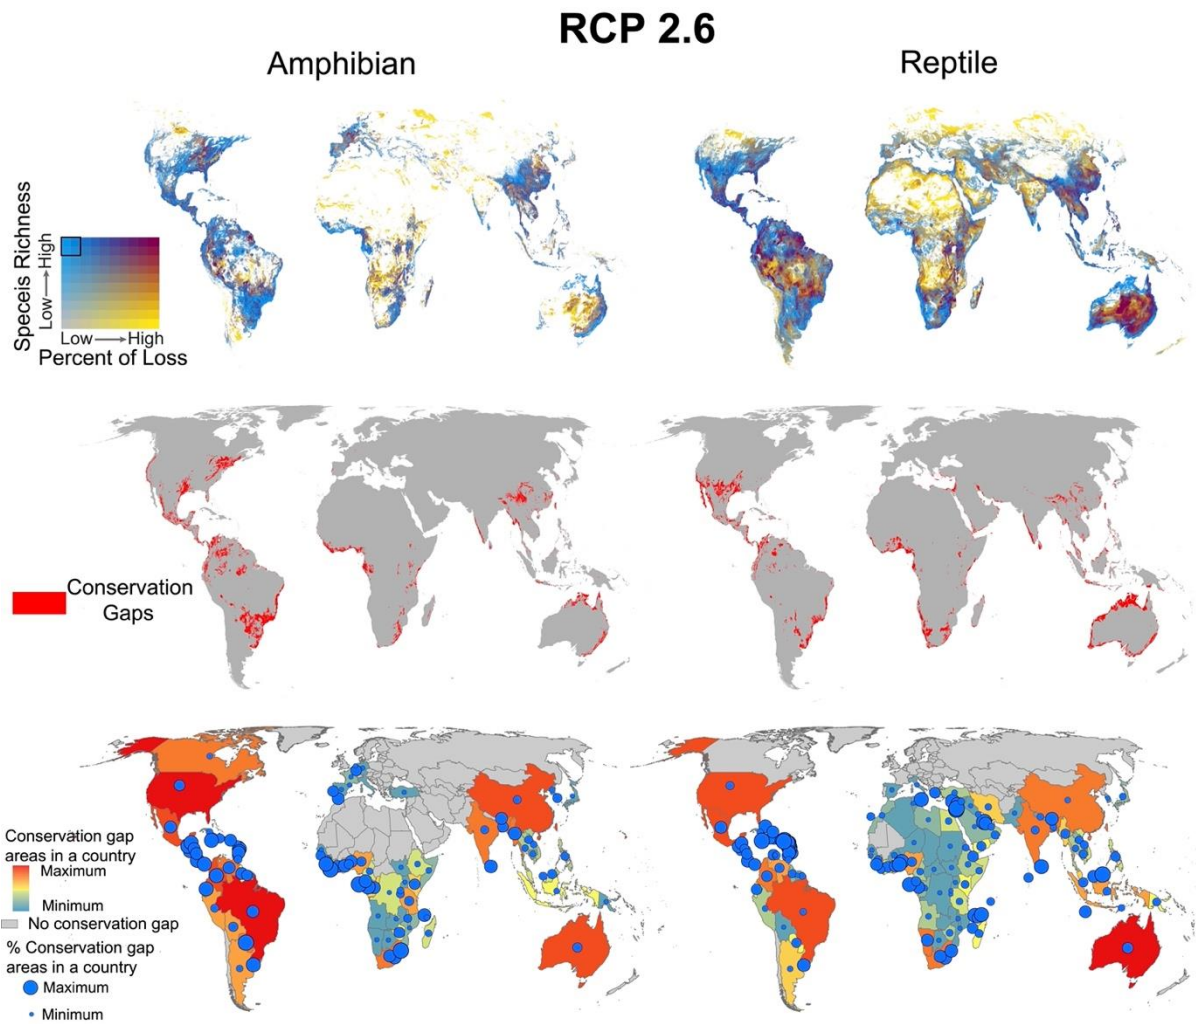 RCP 2.6
Amphibian
Reptile
Speceis Richness
Low
High
Low
High
Percent of Loss
Conservation
Gaps
Conservation gap
areas in a country
Maximum
Minimum
No conservation gap
% Conservation gap
areas in a country
Maximum
Minimum